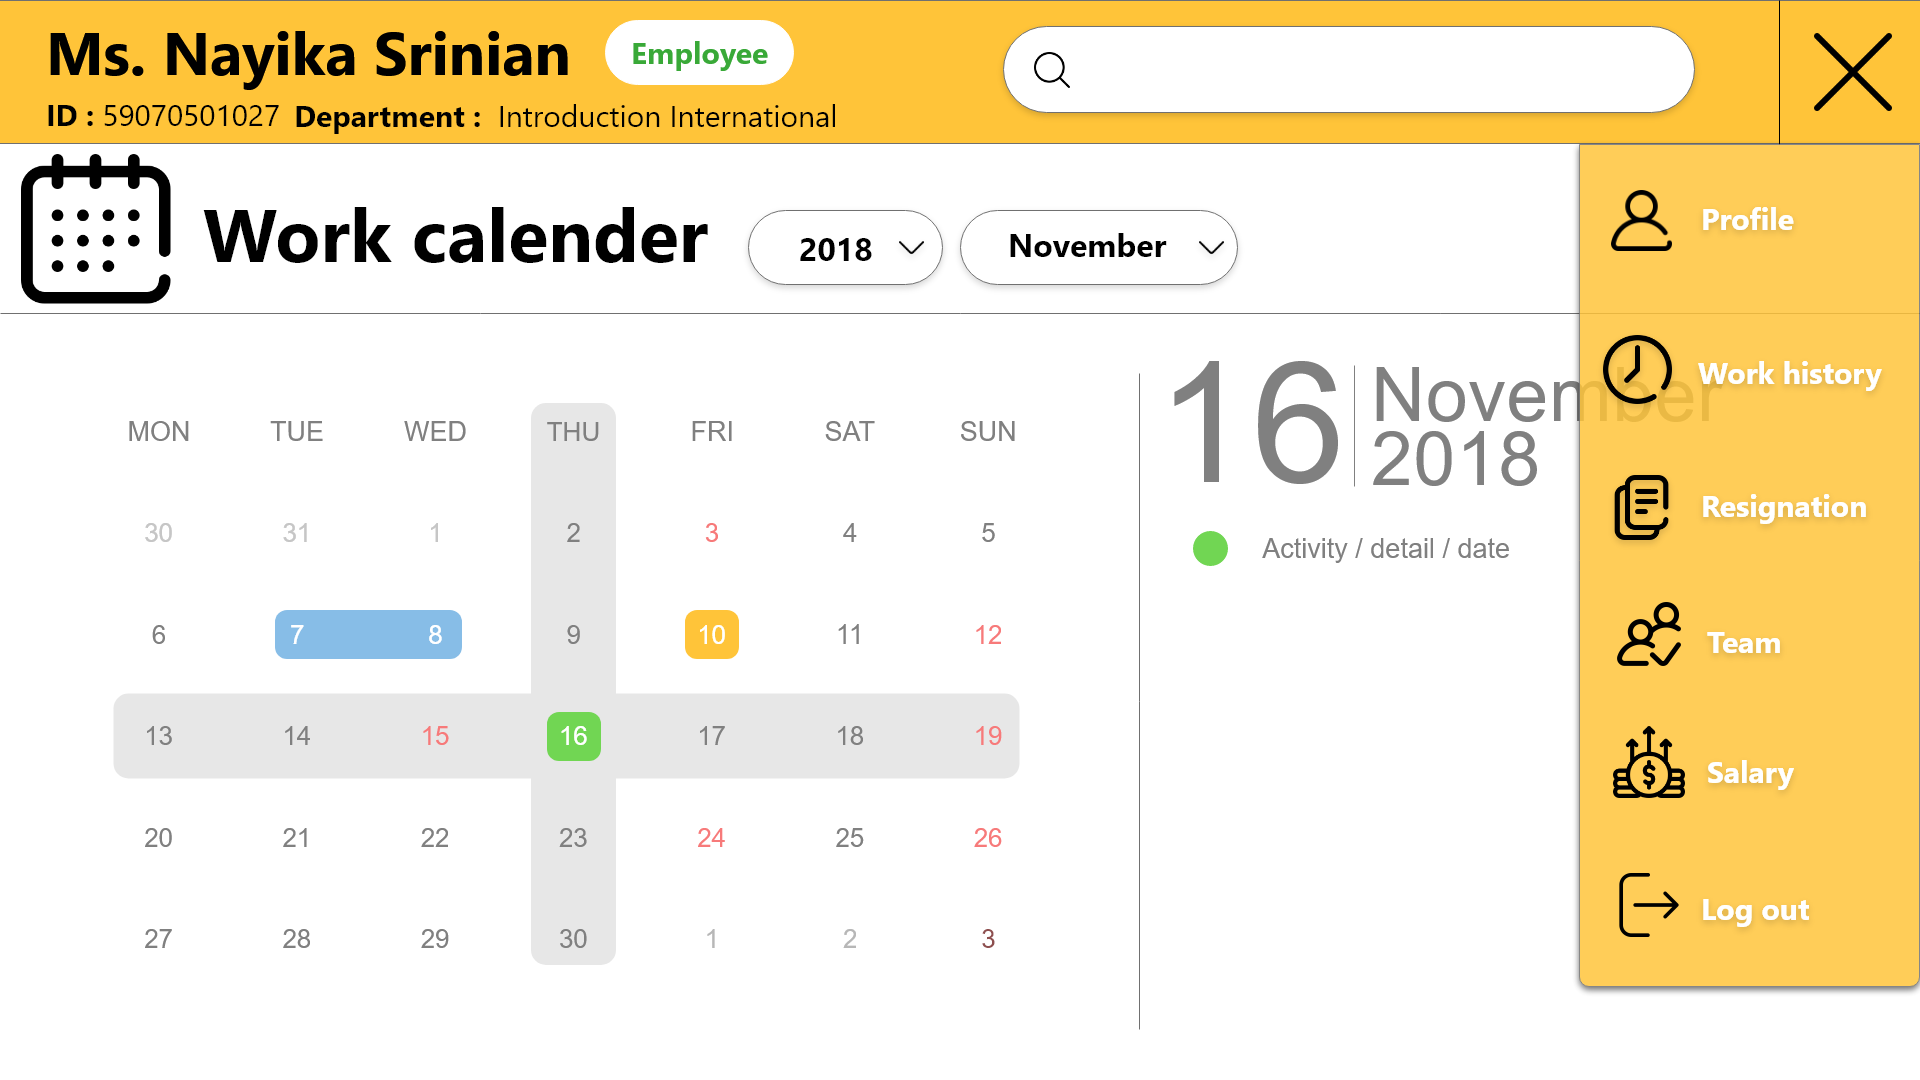 Ms. Nayika Srinian Employee
ID : 59070501027 Department : Introduction International
Work calender 2018 November
Profile
Work history
Resignation
Team
Salary
Log out
MON TUE WED THU FRI SAT SUN
30 31 1 2 3 4 5
6 7 8 9 10 11 12
13 14 15 16 17 18 19
20 21 22 23 24 25 26
27 28 29 30 1 2 3
16 November
2018
Activity / detail / date